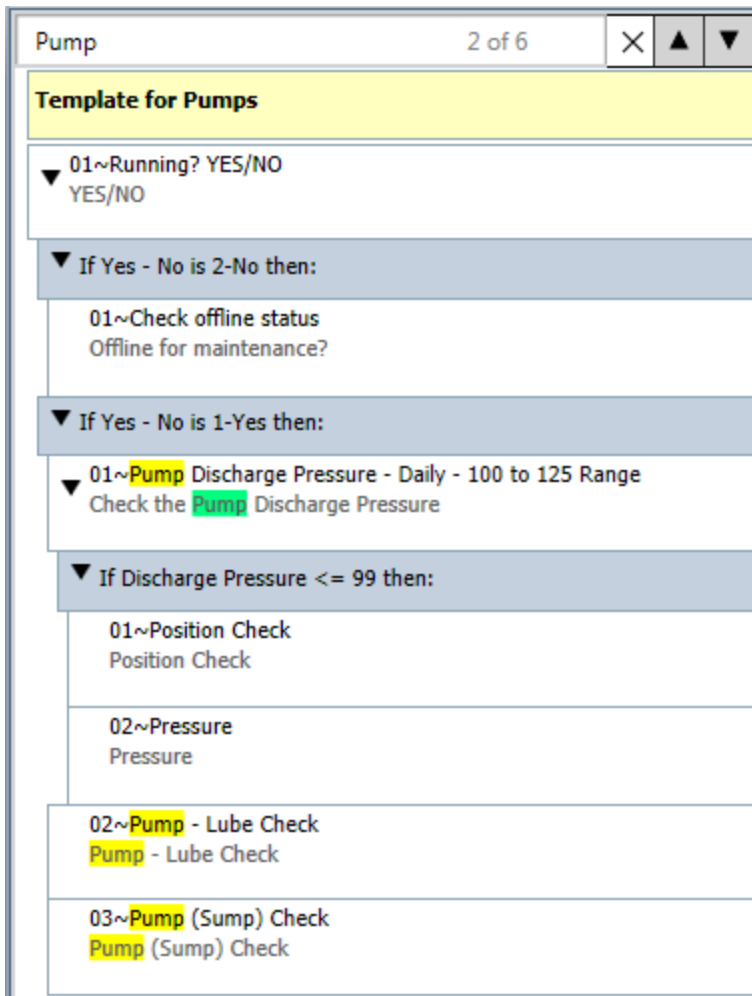 Pump 2 of 6
Template for Pumps
01~Running? YES/NO
YES/NO
If Yes - No is 2-No then:
01~Check offline status
Offline for maintenance?
If Yes - No is 1-Yes then:
01~Pump Discharge Pressure - Daily - 100 to 125 Range
Check the Pump Discharge Pressure
If Discharge Pressure <= 99 then:
01~Position Check
Position Check
02~Pressure
Pressure
02~Pump - Lube Check
Pump - Lube Check
03~Pump (Sump) Check
Pump (Sump) Check